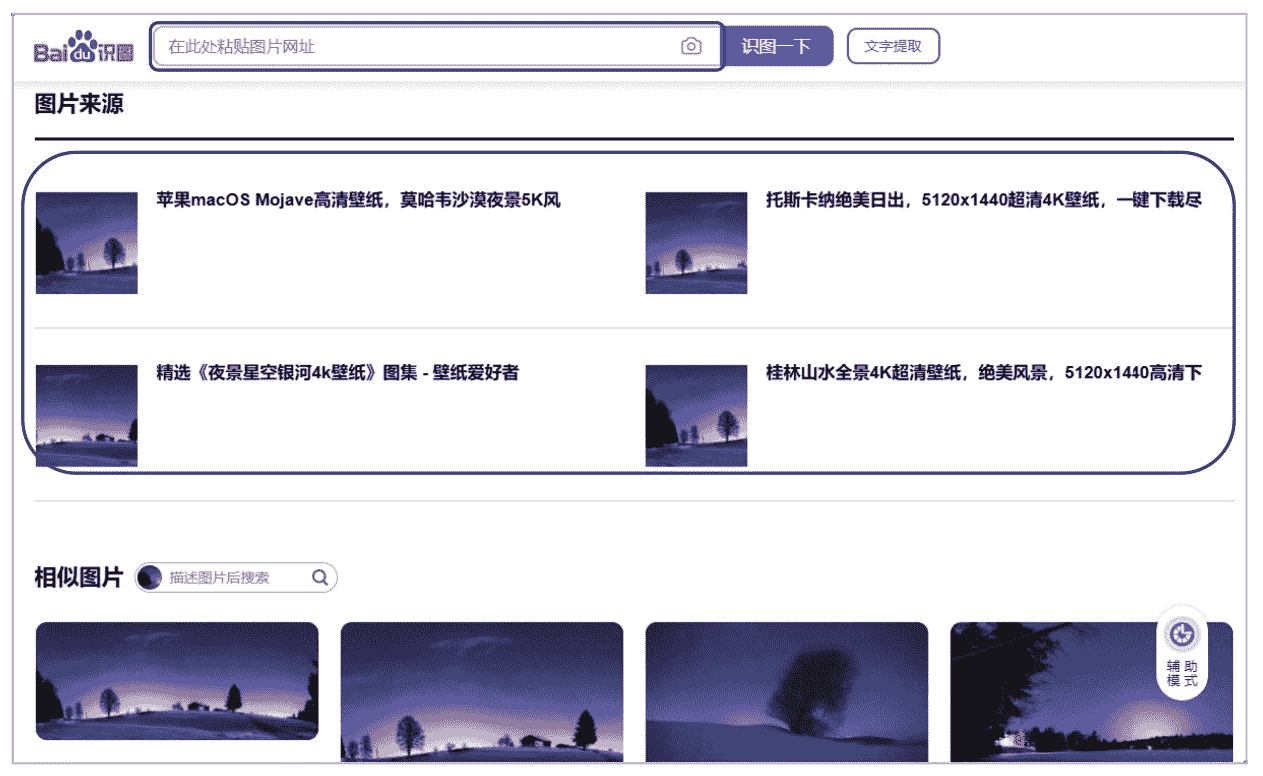 Bai du 识图
在此处粘贴图片网址
识图一下
文字提取
图片来源
苹果macOS Mojave高清壁纸，莫哈韦沙漠夜景5K风
托斯卡纳绝美日出，5120x1440超清4K壁纸，一键下载尽
精选《夜景星空银河4k壁纸》图集 - 壁纸爱好者
桂林山水全景4K超清壁纸，绝美风景，5120x1440高清下
相似图片
描述图片后搜索
辅助
模式